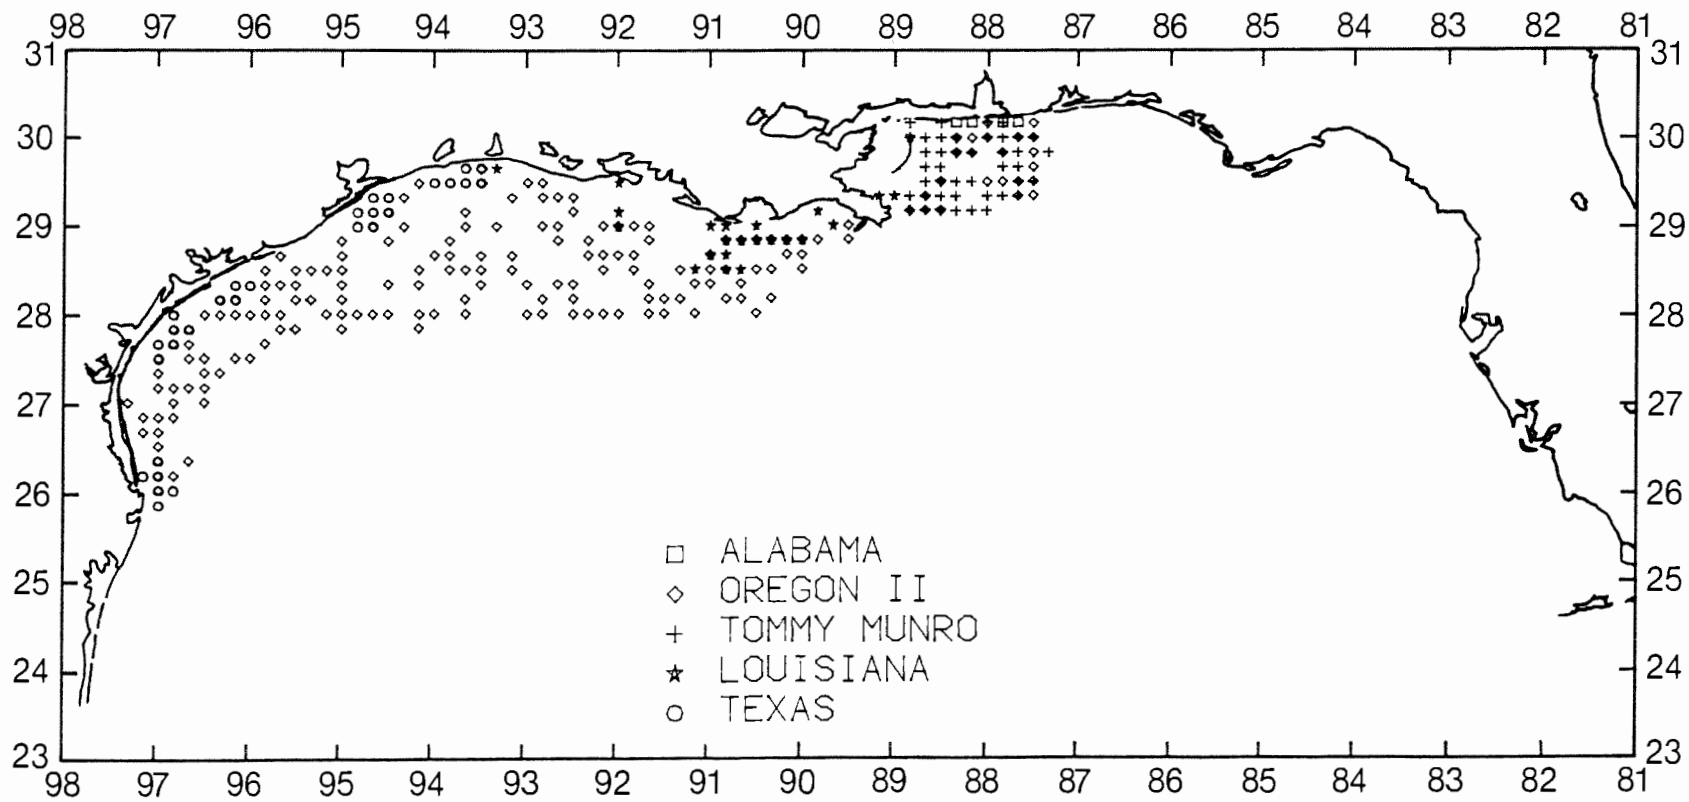 98 97 96 95 94 93 92 91 90 89 88 87 86 85 84 83 82 81
31 31
30 30
29 29
28 28
27 27
26 26
ALABAMA
OREGON II
25 25
TOMMY MUNRO
LOUISIANA
24 24
TEXAS
23 23
98 97 96 95 94 93 92 91 90 89 88 87 86 85 84 83 82 81